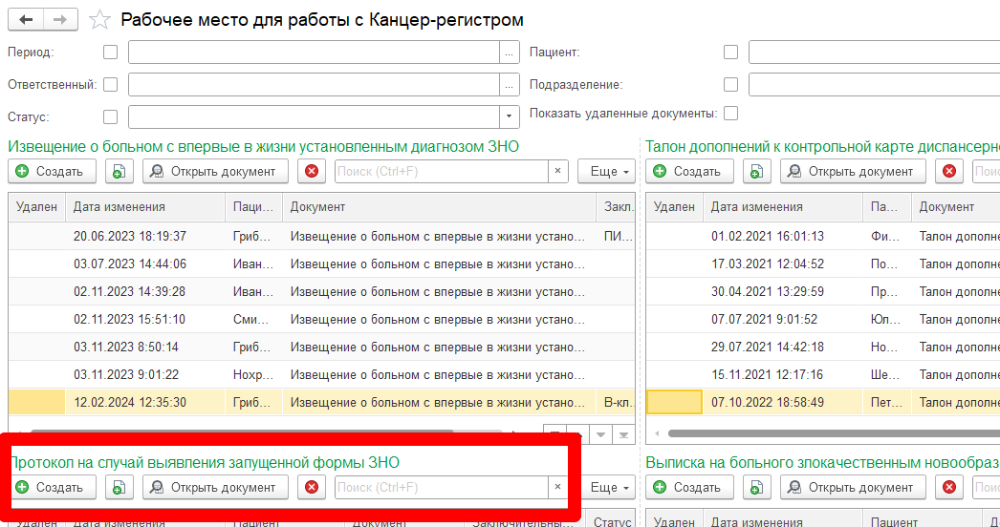 Рабочее место для работы с Канцер-регистром
Период: ... Пациент:
Ответственный: ... Подразделение:
Статус: Показать удаленные документы:
Извещение о больном с впервые в жизни установленным диагнозом ЗНО
Создать Открыть документ Поиск (Ctrl+F) × Еще
Удален Дата изменения Паци... Документ Закл...
20.06.2023 18:19:37 Гриб... Извещение о больном с впервые в жизни устано... ПИ...
03.07.2023 14:44:06 Иван... Извещение о больном с впервые в жизни устано...
02.11.2023 14:39:28 Иван... Извещение о больном с впервые в жизни устано...
02.11.2023 15:51:10 Сми... Извещение о больном с впервые в жизни устано...
03.11.2023 8:50:14 Гриб... Извещение о больном с впервые в жизни устано...
03.11.2023 9:01:22 Нохр... Извещение о больном с впервые в жизни устано...
12.02.2024 12:35:30 Гриб... Извещение о больном с впервые в жизни устано... В-кл...
Талон дополнений к контрольной карте диспансерн
Создать Открыть документ Поис
Удален Дата изменения Па... Документ
01.02.2021 16:01:13 Фи... Талон дополне
17.03.2021 12:04:52 По... Талон дополне
30.04.2021 13:29:59 Пр... Талон дополне
07.07.2021 9:01:52 Юл... Талон дополне
29.07.2021 14:42:18 Но... Талон дополне
15.11.2021 12:17:16 Ше... Талон дополне
07.10.2022 18:58:49 Пет... Талон дополне
Протокол на случай выявления запущенной формы ЗНО
Создать Открыть документ Поиск (Ctrl+F) × Еще
Удален Дата изменения Пациент Документ Заключительны... Статус
Выписка на больного злокачественным новообраз
Создать Открыть документ Поис
Удален Дата изменения Пациент